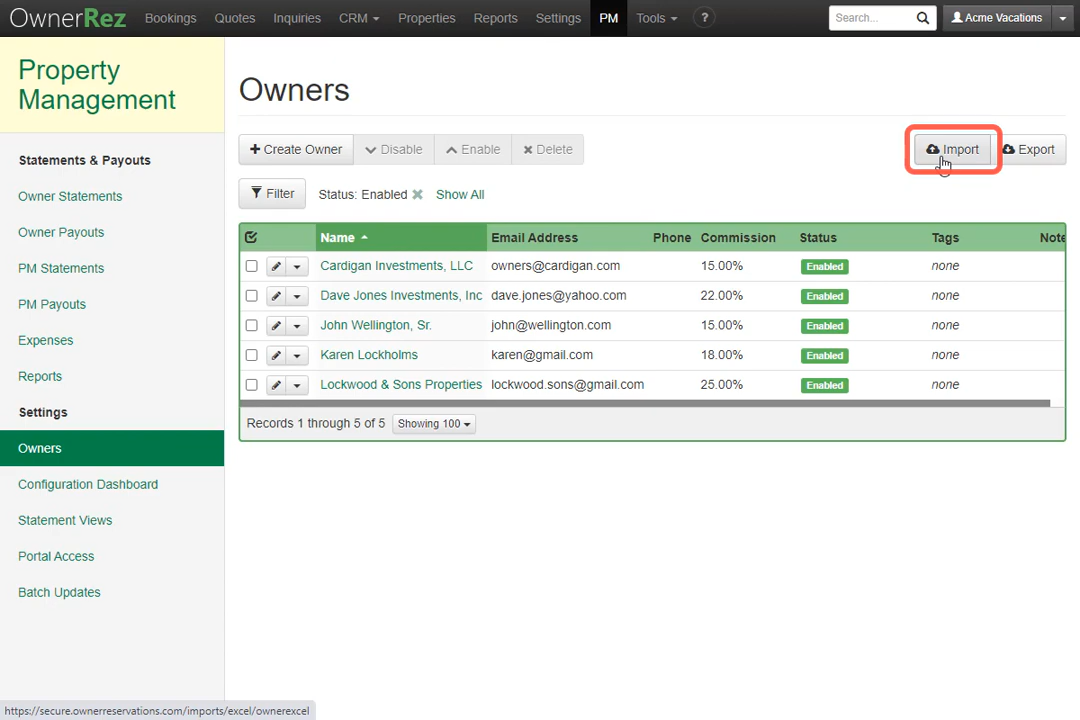 OwnerRez Bookings Quotes Inquiries CRM Properties Reports Settings PM Tools ? Search... Acme Vacations
Property
Management
Statements & Payouts
Owner Statements
Owner Payouts
PM Statements
PM Payouts
Expenses
Reports
Settings
Owners
Configuration Dashboard
Statement Views
Portal Access
Batch Updates
Owners
Create Owner Disable Enable Delete Import Export
Filter Status: Enabled Show All
Name Email Address Phone Commission Status Tags Note
Cardigan Investments, LLC owners@cardigan.com 15.00% Enabled none
Dave Jones Investments, Inc dave.jones@yahoo.com 22.00% Enabled none
John Wellington, Sr. john@wellington.com 15.00% Enabled none
Karen Lockholms karen@gmail.com 18.00% Enabled none
Lockwood & Sons Properties lockwood.sons@gmail.com 25.00% Enabled none
Records 1 through 5 of 5 Showing 100
https://secure.ownerreservations.com/imports/excel/ownerexcel